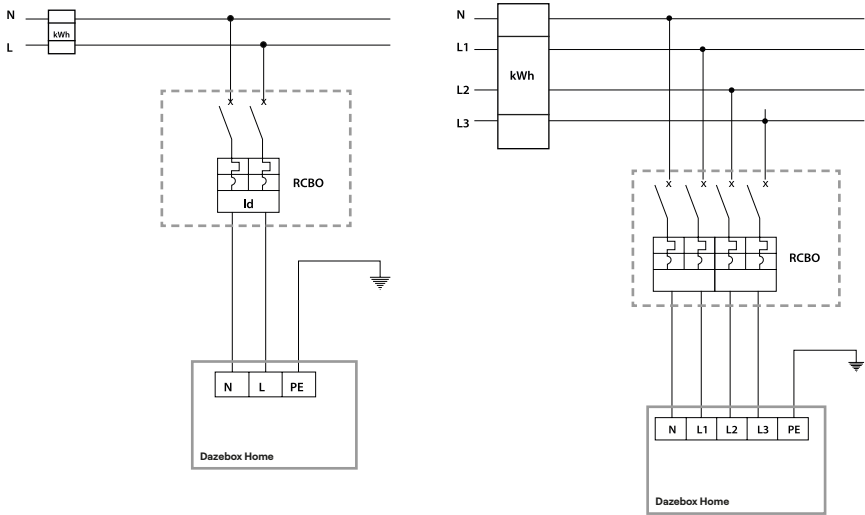 N
kWh
L
RCBO
Id
N L PE
Dazebox Home
N
L1
kWh
L2
L3
RCBO
N L1 L2 L3 PE
Dazebox Home